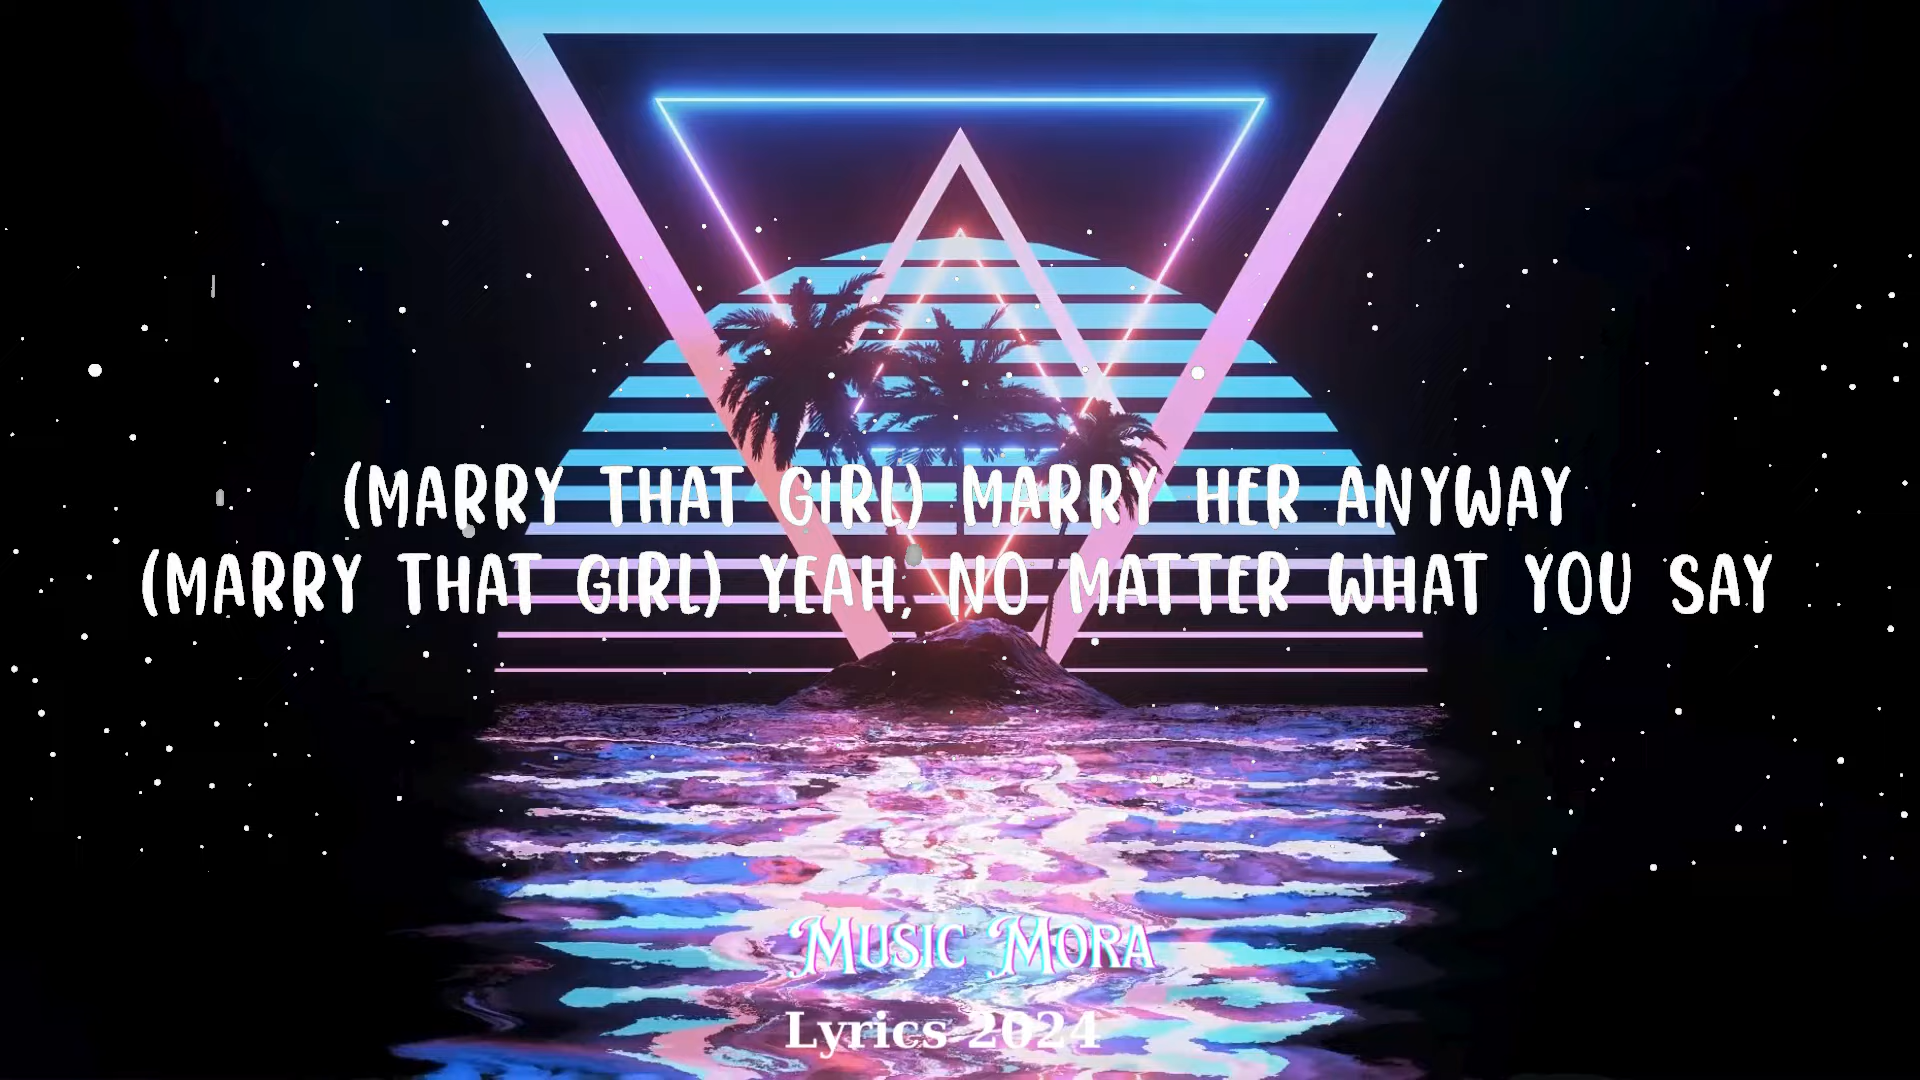 (MARRY THAT GIRL) MARRY HER ANYWAY
(MARRY THAT GIRL) YEAH, NO MATTER WHAT YOU SAY
MUSIC MORA
Lyrics 2024